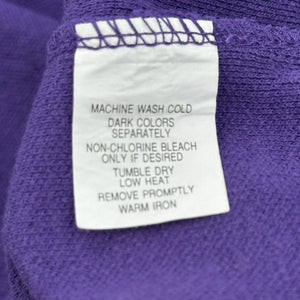 MACHINE WASH COLD
DARK COLORS
SEPARATELY
NON-CHLORINE BLEACH
ONLY IF DESIRED
TUMBLE DRY
LOW HEAT
REMOVE PROMPTLY
WARM IRON